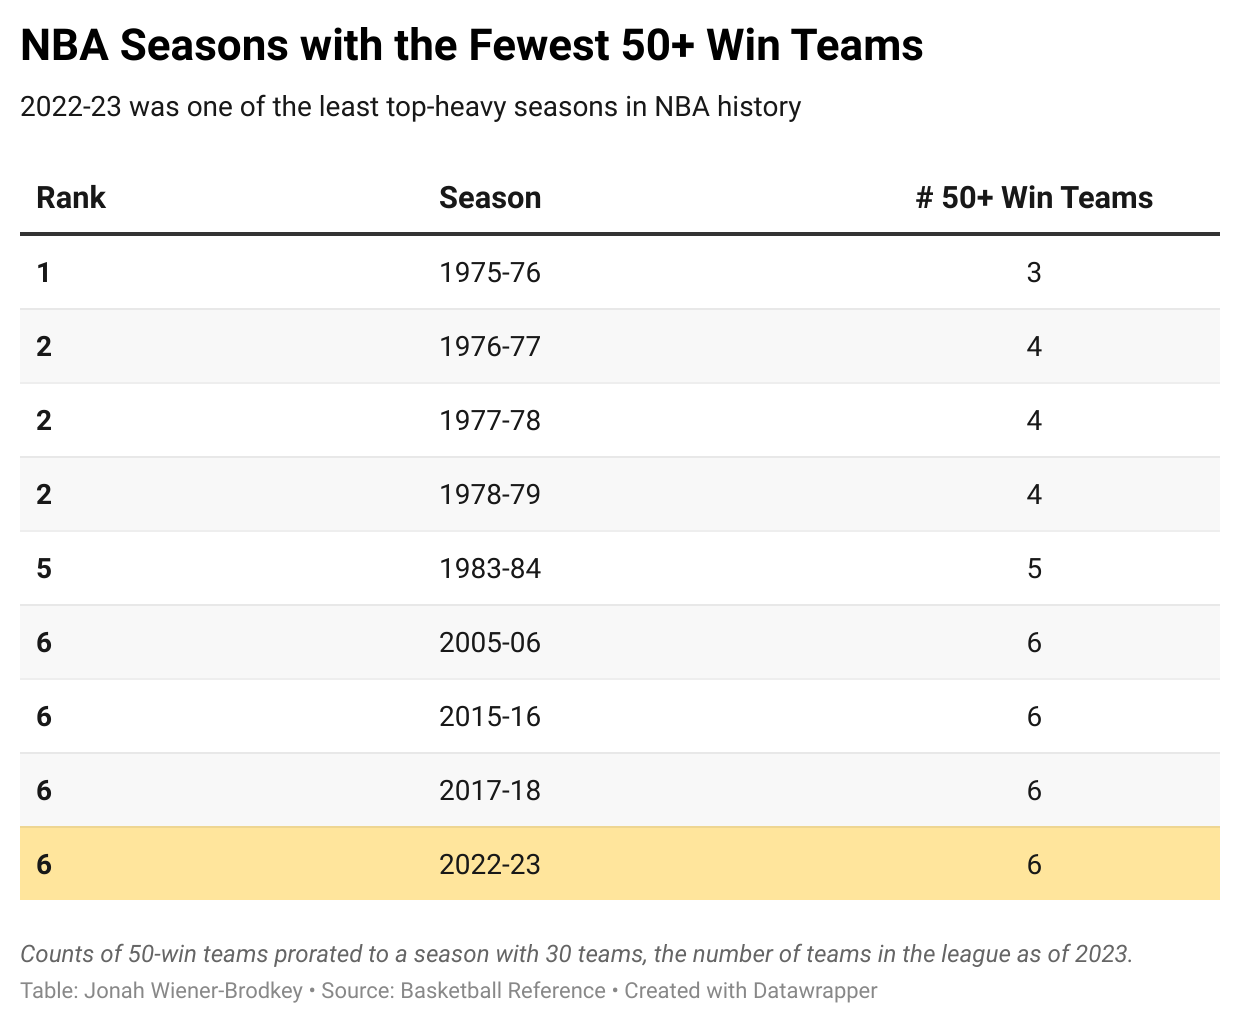 NBA Seasons with the Fewest 50+ Win Teams
2022-23 was one of the least top-heavy seasons in NBA history
Rank Season # 50+ Win Teams
1 1975-76 3
2 1976-77 4
2 1977-78 4
2 1978-79 4
5 1983-84 5
6 2005-06 6
6 2015-16 6
6 2017-18 6
6 2022-23 6
Counts of 50-win teams prorated to a season with 30 teams, the number of teams in the league as of 2023.
Table: Jonah Wiener-Brodkey • Source: Basketball Reference • Created with Datawrapper